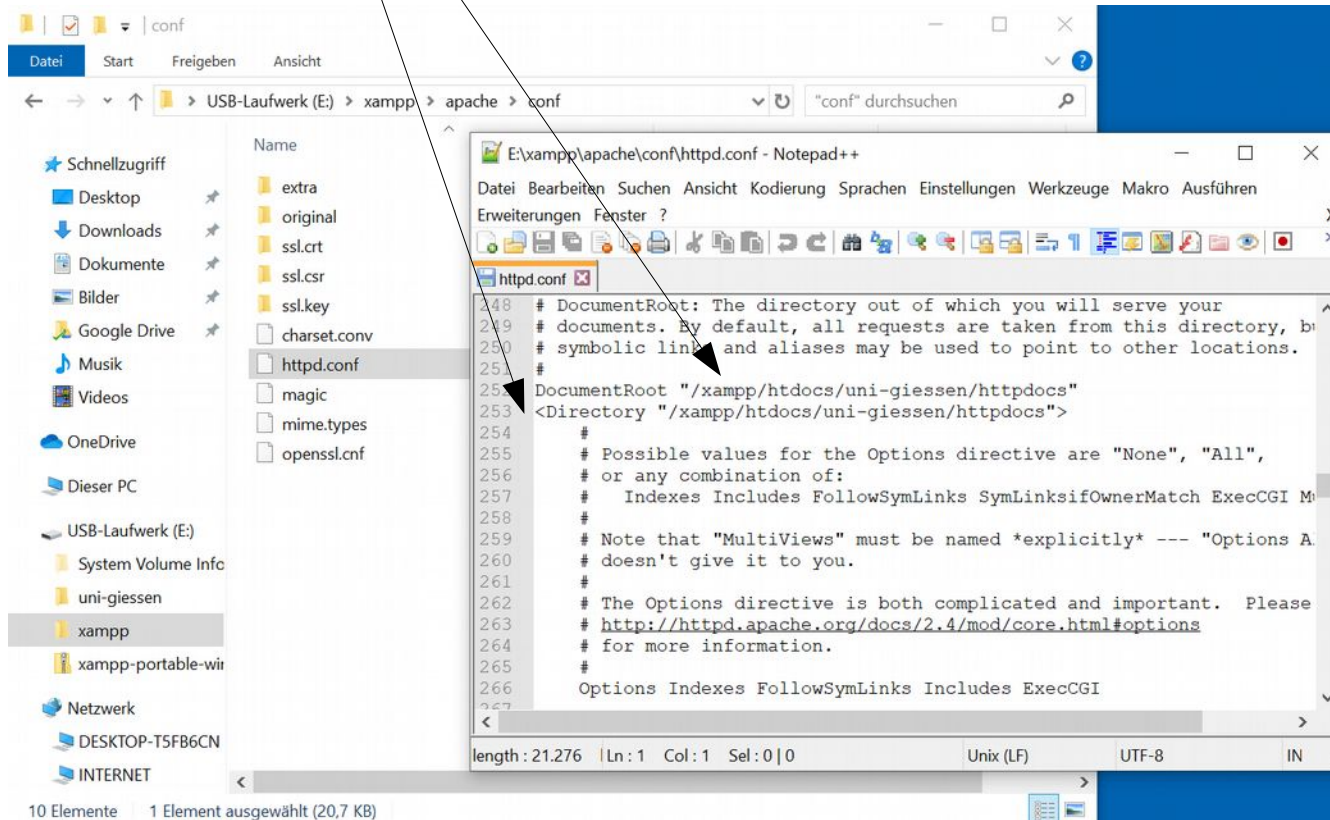 conf
Datei Start Freigeben Ansicht
USB-Laufwerk (E:) > xampp > apache > conf
"conf" durchsuchen
Name
Schnellzugriff
Desktop
Downloads
Dokumente
Bilder
Google Drive
Musik
Videos
OneDrive
Dieser PC
USB-Laufwerk (E:)
System Volume Info
uni-giessen
xampp
xampp-portable-wir
Netzwerk
DESKTOP-T5FB6CN
INTERNET
extra
original
ssl.crt
ssl.csr
ssl.key
charset.conv
httpd.conf
magic
mime.types
openssl.cnf
10 Elemente 1 Element ausgewählt (20,7 KB)
E:\xampp\apache\conf\httpd.conf - Notepad++
Datei Bearbeiten Suchen Ansicht Kodierung Sprachen Einstellungen Werkzeuge Makro Ausführen
Erweiterungen Fenster ?
httpd.conf
248 # DocumentRoot: The directory out of which you will serve your
249 # documents. By default, all requests are taken from this directory, bu
250 # symbolic links and aliases may be used to point to other locations.
251 #
252 DocumentRoot "/xampp/htdocs/uni-giessen/httpdocs"
253 <Directory "/xampp/htdocs/uni-giessen/httpdocs">
254 #
255 # Possible values for the Options directive are "None", "All",
256 # or any combination of:
257 # Indexes Includes FollowSymLinks SymLinksifOwnerMatch ExecCGI Mu
258 #
259 # Note that "MultiViews" must be named *explicitly* --- "Options A
260 # doesn't give it to you.
261 #
262 # The Options directive is both complicated and important. Please
263 # http://httpd.apache.org/docs/2.4/mod/core.html#options
264 # for more information.
265 #
266 Options Indexes FollowSymLinks Includes ExecCGI
267
length : 21.276 Ln : 1 Col : 1 Sel : 0 | 0 Unix (LF) UTF-8 IN